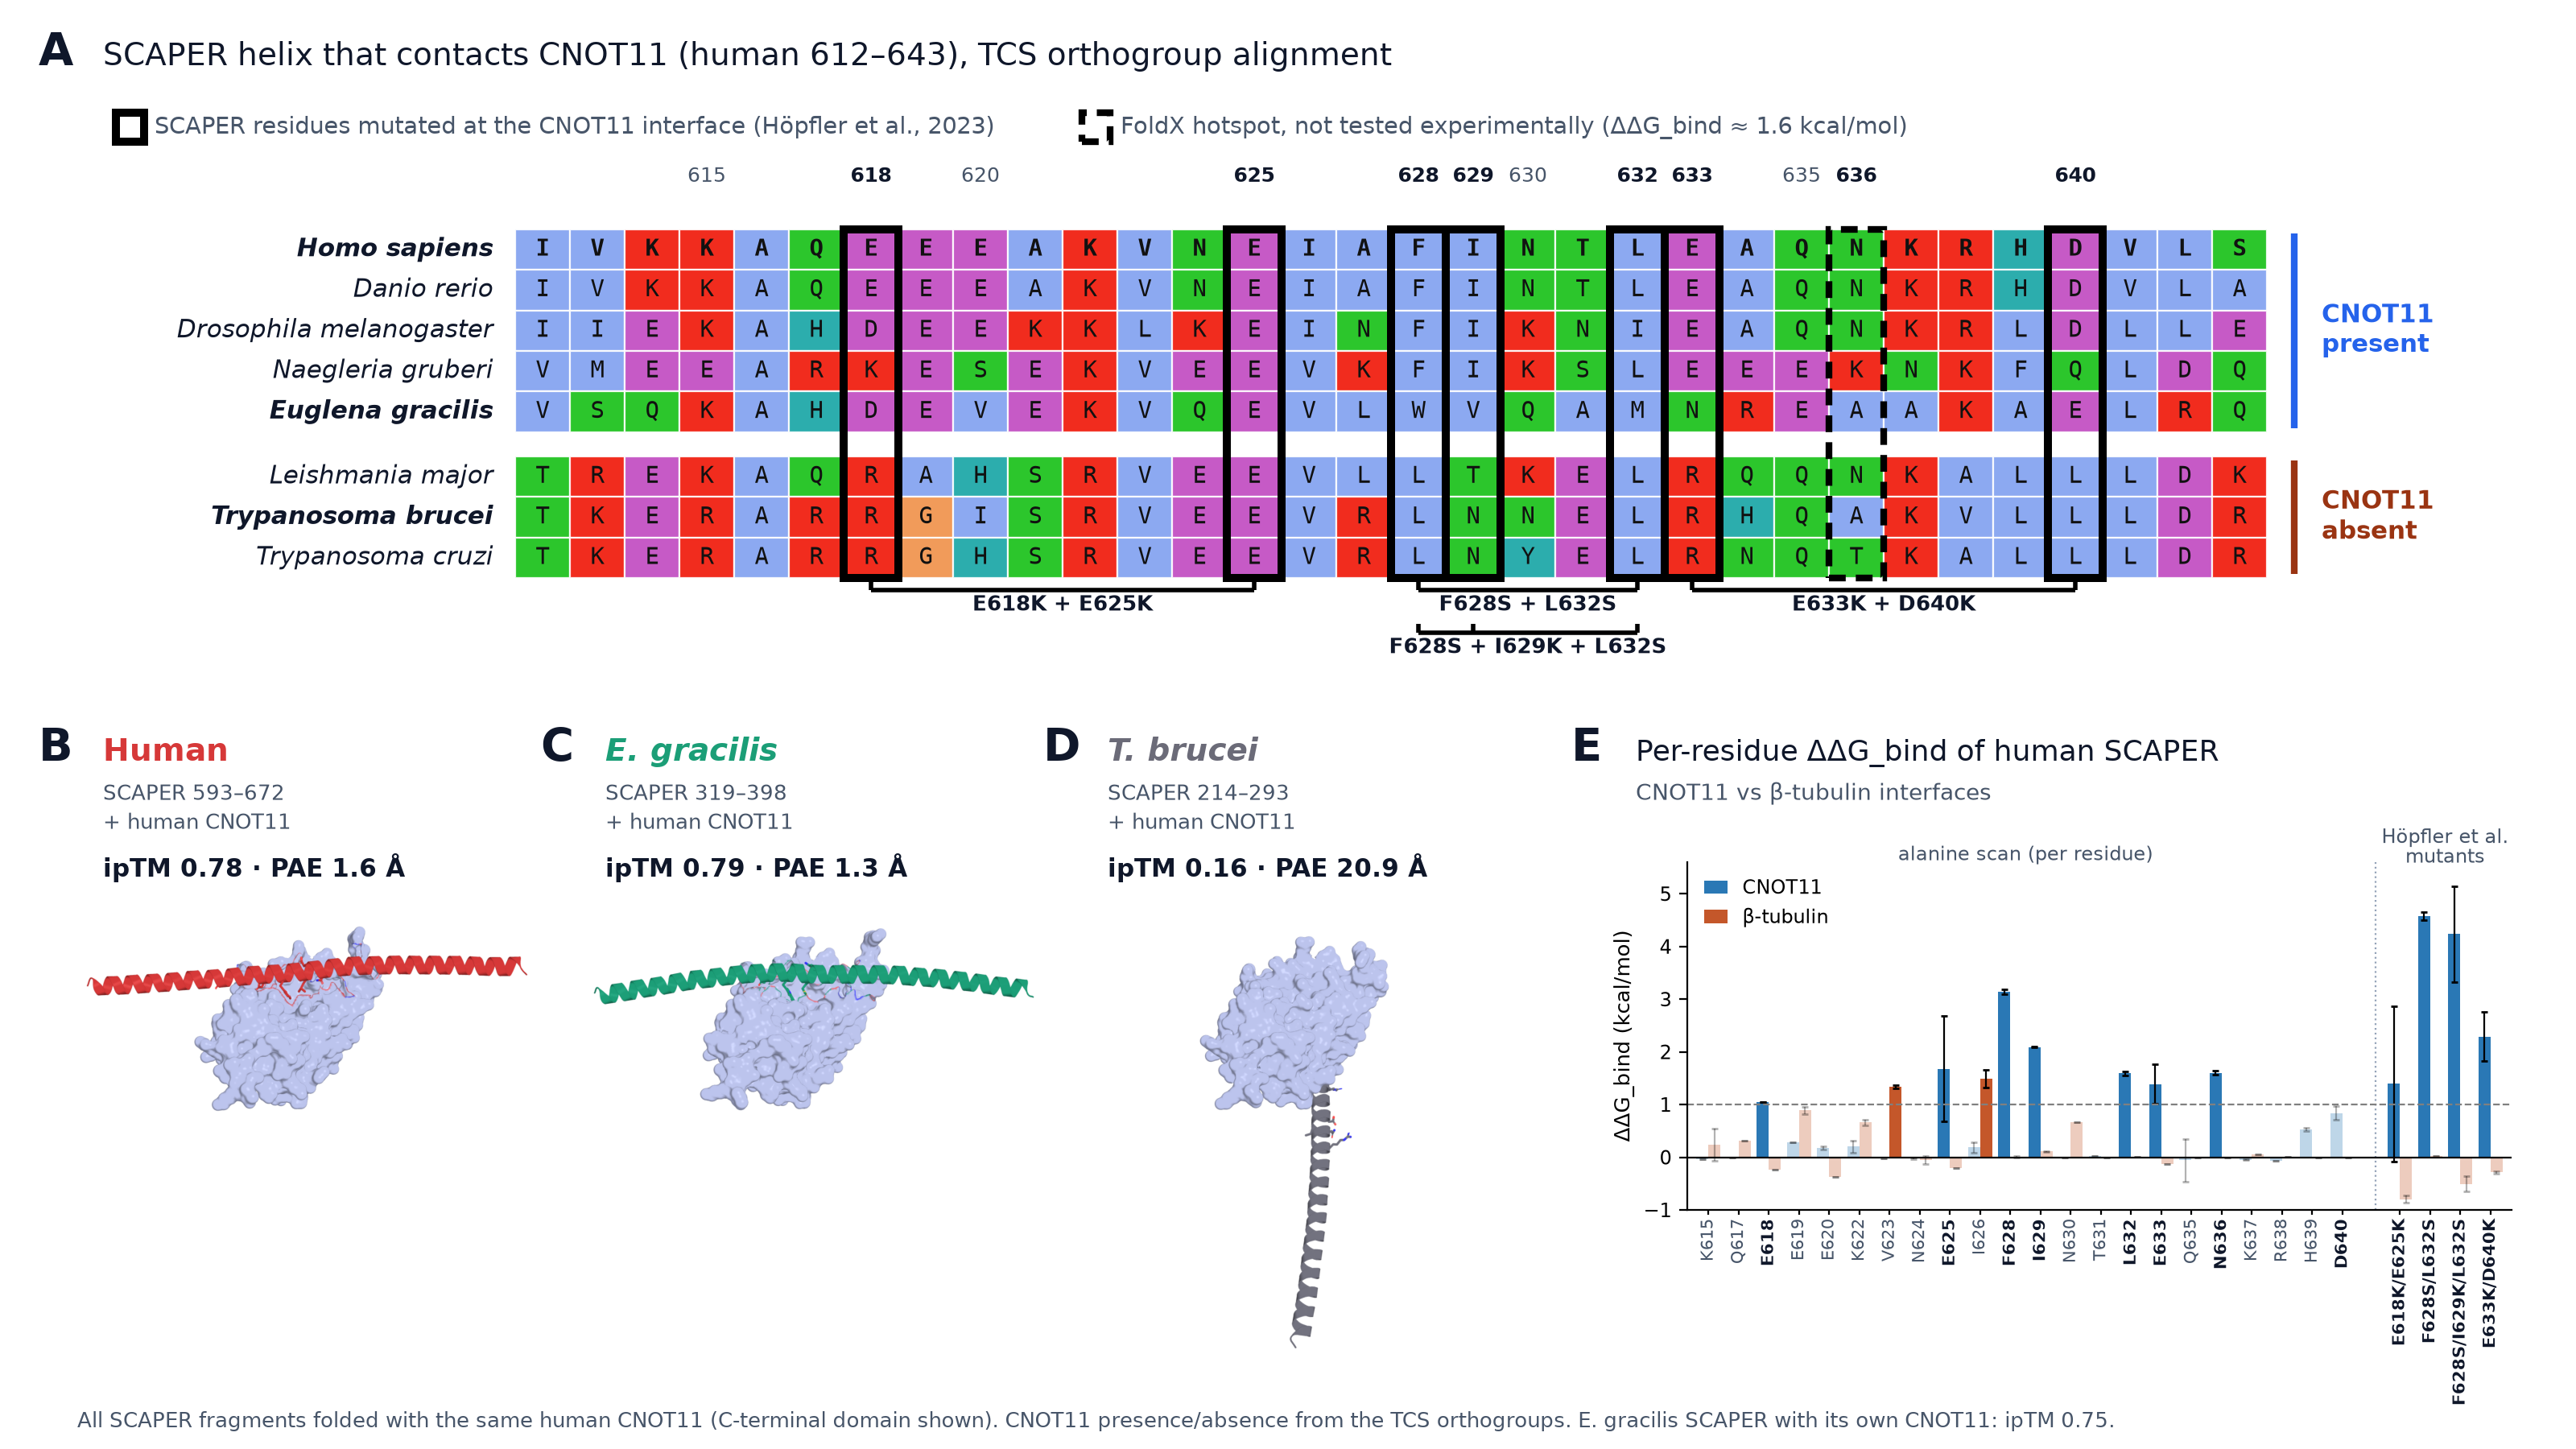 A SCAPER helix that contacts CNOT11 (human 612–643), TCS orthogroup alignment
SCAPER residues mutated at the CNOT11 interface (Höpfler et al., 2023)
FoldX hotspot, not tested experimentally (ΔΔG_bind ≈ 1.6 kcal/mol)
615 618 620 625 628 629 630 632 633 635 636 640
Homo sapiens I V K K A Q E E E A K V N E I A F I N T L E A Q N K R H D V L S
Danio rerio I V K K A Q E E E A K V N E I A F I N T L E A Q N K R H D V L A
Drosophila melanogaster I I E K A H D E E K K L K E I N F I K N I E A Q N K R L D L L E
Naegleria gruberi V M E E A R K E S E K V E E V K F I K S L E E E K N K F Q L D Q
Euglena gracilis V S Q K A H D E V E K V Q E V L W V Q A M N R E A A K A E L R Q
CNOT11
present
Leishmania major T R E K A Q R A H S R V E E V L L T K E L R Q Q N K A L L L D K
Trypanosoma brucei T K E R A R R G I S R V E E V R L N N E L R H Q A K V L L L D R
Trypanosoma cruzi T K E R A R R G H S R V E E V R L N Y E L R N Q T K A L L L D R
CNOT11
absent
E618K + E625K
F628S + L632S
E633K + D640K
F628S + I629K + L632S
B Human
SCAPER 593–672
+ human CNOT11
ipTM 0.78 · PAE 1.6 Å
C E. gracilis
SCAPER 319–398
+ human CNOT11
ipTM 0.79 · PAE 1.3 Å
D T. brucei
SCAPER 214–293
+ human CNOT11
ipTM 0.16 · PAE 20.9 Å
E Per-residue ΔΔG_bind of human SCAPER
CNOT11 vs β-tubulin interfaces
alanine scan (per residue)
Höpfler et al.
mutants
CNOT11
β-tubulin
ΔΔG_bind (kcal/mol)
5
4
3
2
1
0
−1
K615
Q617
E618
E619
E620
K622
V623
N624
E625
I626
F628
I629
N630
T631
L632
E633
Q635
N636
K637
R638
H639
D640
E618K/E625K
F628S/L632S
F628S/I629K/L632S
E633K/D640K
All SCAPER fragments folded with the same human CNOT11 (C-terminal domain shown). CNOT11 presence/absence from the TCS orthogroups. E. gracilis SCAPER with its own CNOT11: ipTM 0.75.